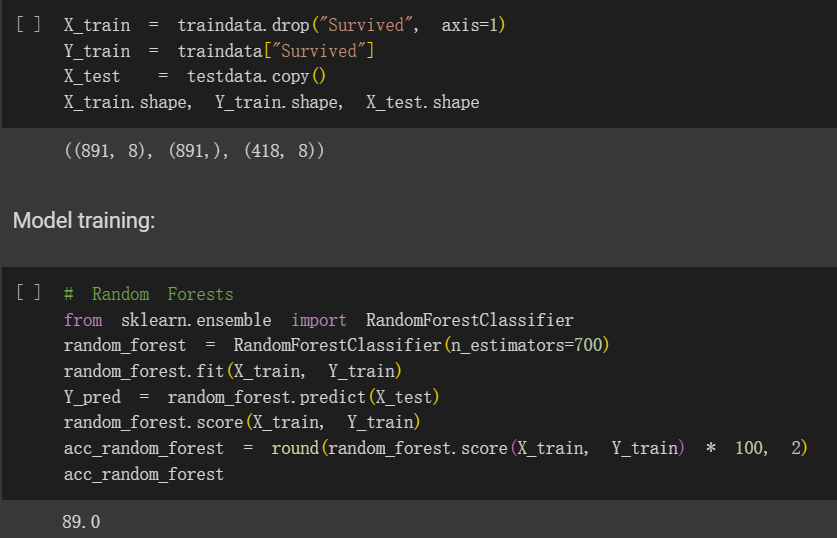 [ ] X_train = traindata.drop("Survived", axis=1)
Y_train = traindata["Survived"]
X_test = testdata.copy()
X_train.shape, Y_train.shape, X_test.shape
((891, 8), (891,), (418, 8))
Model training:
[ ] # Random Forests
from sklearn.ensemble import RandomForestClassifier
random_forest = RandomForestClassifier(n_estimators=700)
random_forest.fit(X_train, Y_train)
Y_pred = random_forest.predict(X_test)
random_forest.score(X_train, Y_train)
acc_random_forest = round(random_forest.score(X_train, Y_train) * 100, 2)
acc_random_forest
89.0